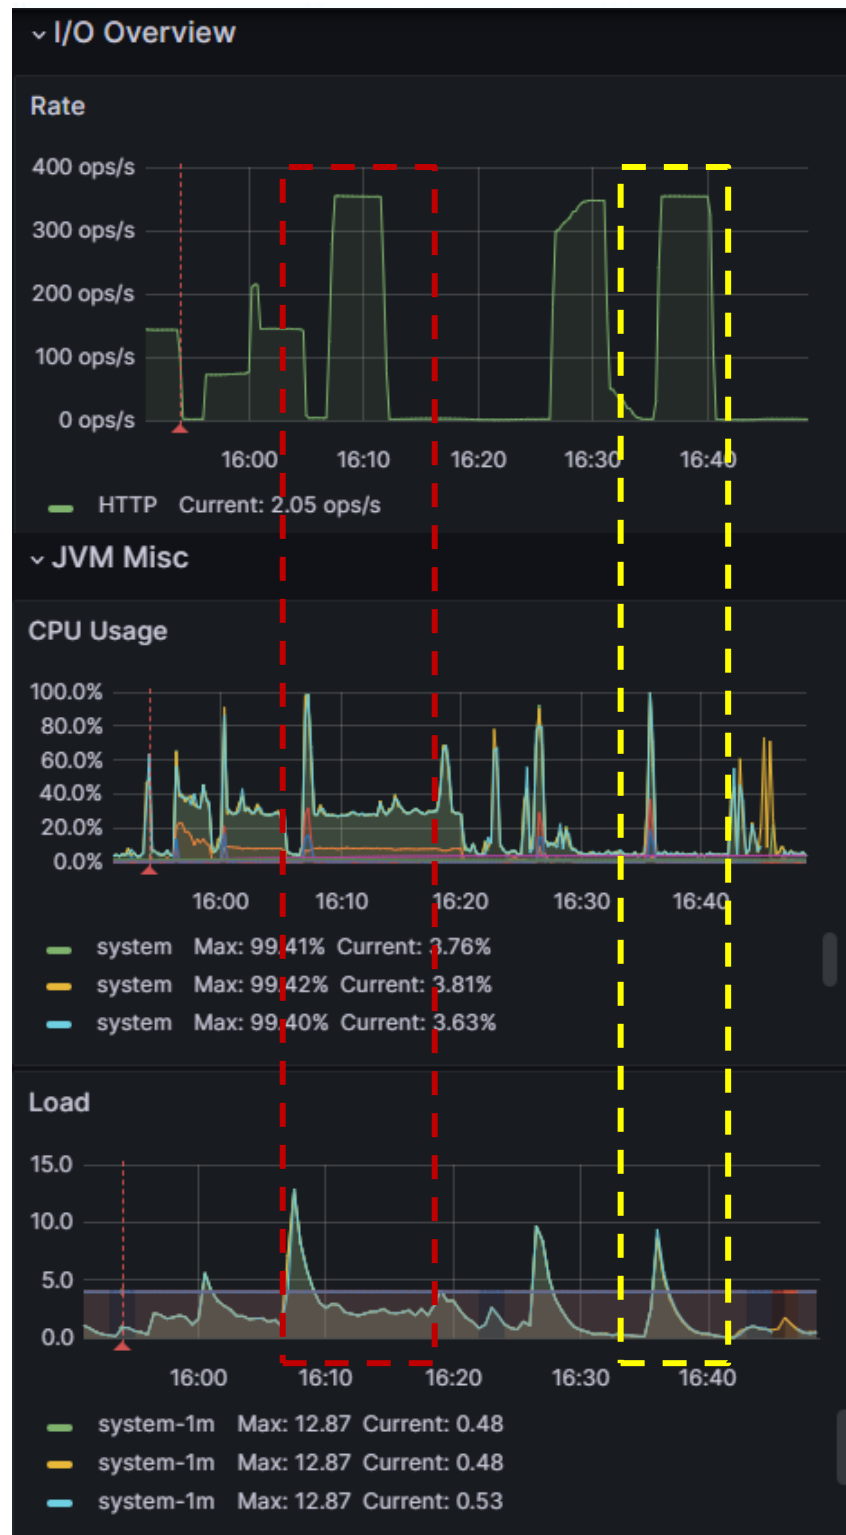 I/O Overview
Rate
400 ops/s
300 ops/s
200 ops/s
100 ops/s
0 ops/s
16:00 16:10 16:20 16:30 16:40
HTTP Current: 2.05 ops/s
JVM Misc
CPU Usage
100.0%
80.0%
60.0%
40.0%
20.0%
0.0%
16:00 16:10 16:20 16:30 16:40
system Max: 99.41% Current: 3.76%
system Max: 99.42% Current: 3.81%
system Max: 99.40% Current: 3.63%
Load
15.0
10.0
5.0
0.0
16:00 16:10 16:20 16:30 16:40
system-1m Max: 12.87 Current: 0.48
system-1m Max: 12.87 Current: 0.48
system-1m Max: 12.87 Current: 0.53